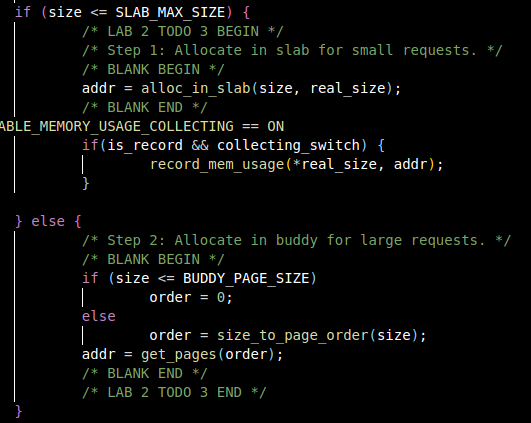 if (size <= SLAB_MAX_SIZE) {
/* LAB 2 TODO 3 BEGIN */
/* Step 1: Allocate in slab for small requests. */
/* BLANK BEGIN */
addr = alloc_in_slab(size, real_size);
/* BLANK END */
ABLE_MEMORY_USAGE_COLLECTING == ON
if(is_record && collecting_switch) {
record_mem_usage(*real_size, addr);
}
} else {
/* Step 2: Allocate in buddy for large requests. */
/* BLANK BEGIN */
if (size <= BUDDY_PAGE_SIZE)
order = 0;
else
order = size_to_page_order(size);
addr = get_pages(order);
/* BLANK END */
/* LAB 2 TODO 3 END */
}